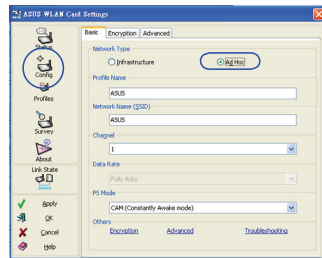 ASUS WLAN Card Settings
Status
Config
Profiles
Survey
About
Link State
Apply
OK
Cancel
Help
Basic Encryption Advanced
Network Type
Infrastructure Ad Hoc
Profile Name
ASUS
Network Name (SSID)
ASUS
Channel
1
Data Rate
Fully Auto
PS Mode
CAM (Constantly Awake mode)
Others
Encryption Advanced Troubleshooting